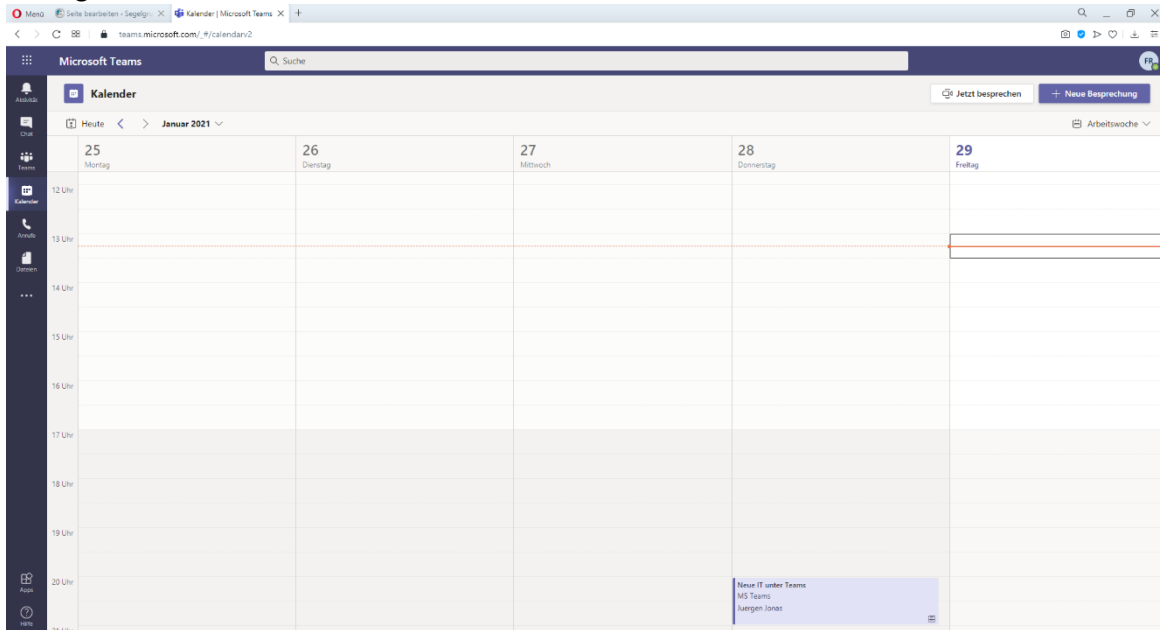 Menü
Seite bearbeiten ‹ Segelgr
Kalender | Microsoft Teams
teams.microsoft.com/_#/calendarv2
Microsoft Teams
Suche
FR
Aktivität
Kalender
Jetzt besprechen
+ Neue Besprechung
Chat
Heute
Januar 2021
Arbeitswoche
Teams
25
26
27
28
29
Montag
Dienstag
Mittwoch
Donnerstag
Freitag
Kalender
12 Uhr
Anrufe
13 Uhr
Dateien
14 Uhr
15 Uhr
16 Uhr
17 Uhr
18 Uhr
19 Uhr
Apps
20 Uhr
Neue IT unter Teams
MS Teams
Juergen Jonas
Hilfe